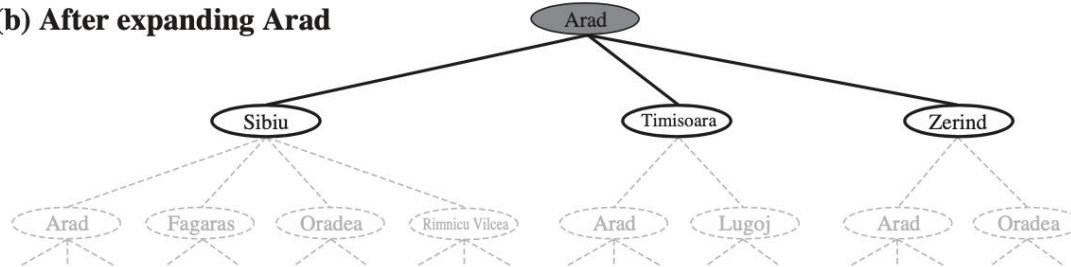 (b) After expanding Arad
Arad
Sibiu Timisoara Zerind
Arad Fagaras Oradea Rimnicu Vilcea Arad Lugoj Arad Oradea